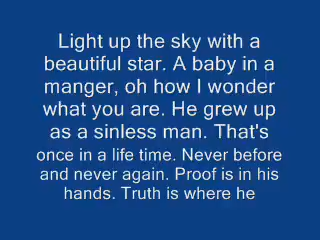 Light up the sky with a
beautiful star. A baby in a
manger, oh how I wonder
what you are. He grew up
as a sinless man. That's
once in a life time. Never before
and never again. Proof is in his
hands. Truth is where he